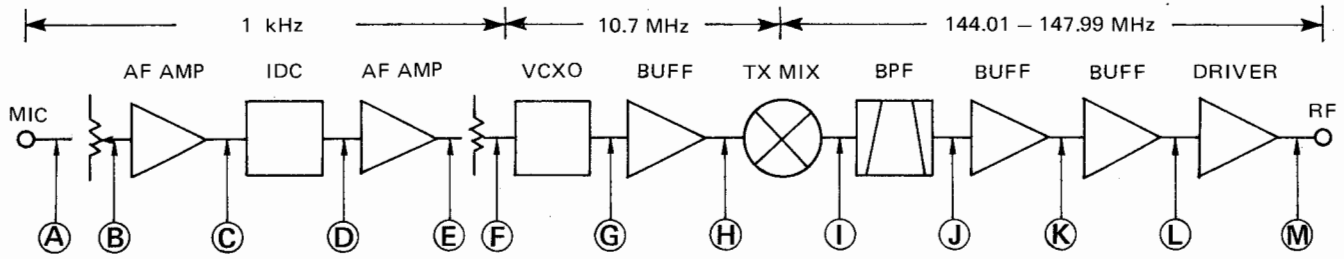 1 kHz 10.7 MHz 144.01 – 147.99 MHz
AF AMP IDC AF AMP VCXO BUFF TX MIX BPF BUFF BUFF DRIVER
MIC RF
A B C D E F G H I J K L M